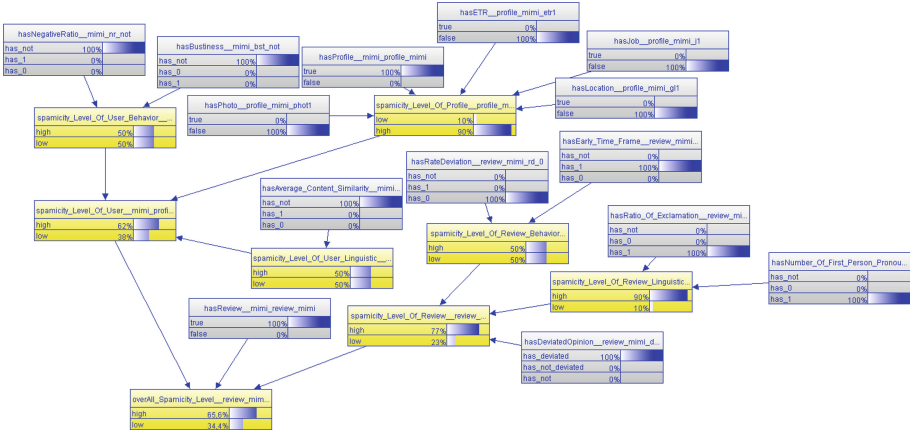 hasNegativeRatio__mimi_nr_not
has_not 100%
has_1 0%
has_0 0%
hasBustiness__mimi_bst_not
has_not 100%
has_0 0%
has_1 0%
hasProfile__mimi_profile_mimi
true 100%
false 0%
hasETR__profile_mimi_etr1
true 0%
false 100%
hasJob__profile_mimi_j1
true 0%
false 100%
hasLocation__profile_mimi_gl1
true 0%
false 100%
hasPhoto__profile_mimi_phot1
true 0%
false 100%
spamicity_Level_Of_Profile__profile_m...
high 10%
low 90%
spamicity_Level_Of_User_Behavior__...
high 50%
low 50%
hasEarly_Time_Frame__review_mimi...
has_not 0%
has_1 100%
has_0 0%
hasRateDeviation__review_mimi_rd_0
has_not 0%
has_1 0%
has_0 100%
hasAverage_Content_Similarity__mimi...
has_not 100%
has_1 0%
has_0 0%
spamicity_Level_Of_User__mimi_profi...
high 62%
low 38%
hasRatio_Of_Exclamation__review_mi...
has_not 0%
has_0 0%
has_1 100%
spamicity_Level_Of_Review_Behavior...
high 50%
low 50%
spamicity_Level_Of_User_Linguistic__...
high 50%
low 50%
hasNumber_Of_First_Person_Pronou...
has_not 0%
has_0 0%
has_1 100%
spamicity_Level_Of_Review_Linguistic...
high 90%
low 10%
hasReview__mimi_review_mimi
true 100%
false 0%
spamicity_Level_Of_Review__review_...
high 77%
low 23%
hasDeviatedOpinion__review_mimi_d...
has_deviated 100%
has_not_deviated 0%
has_not 0%
overAll_Spamicity_Level__review_mim...
high 65,6%
low 34,4%